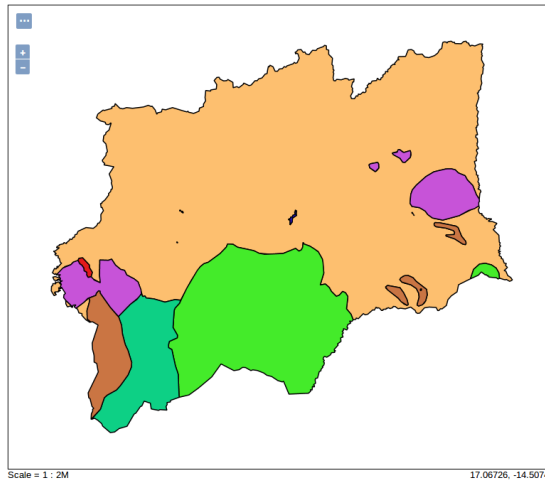 ...
+
–
Scale = 1 : 2M
17.06726, -14.5074